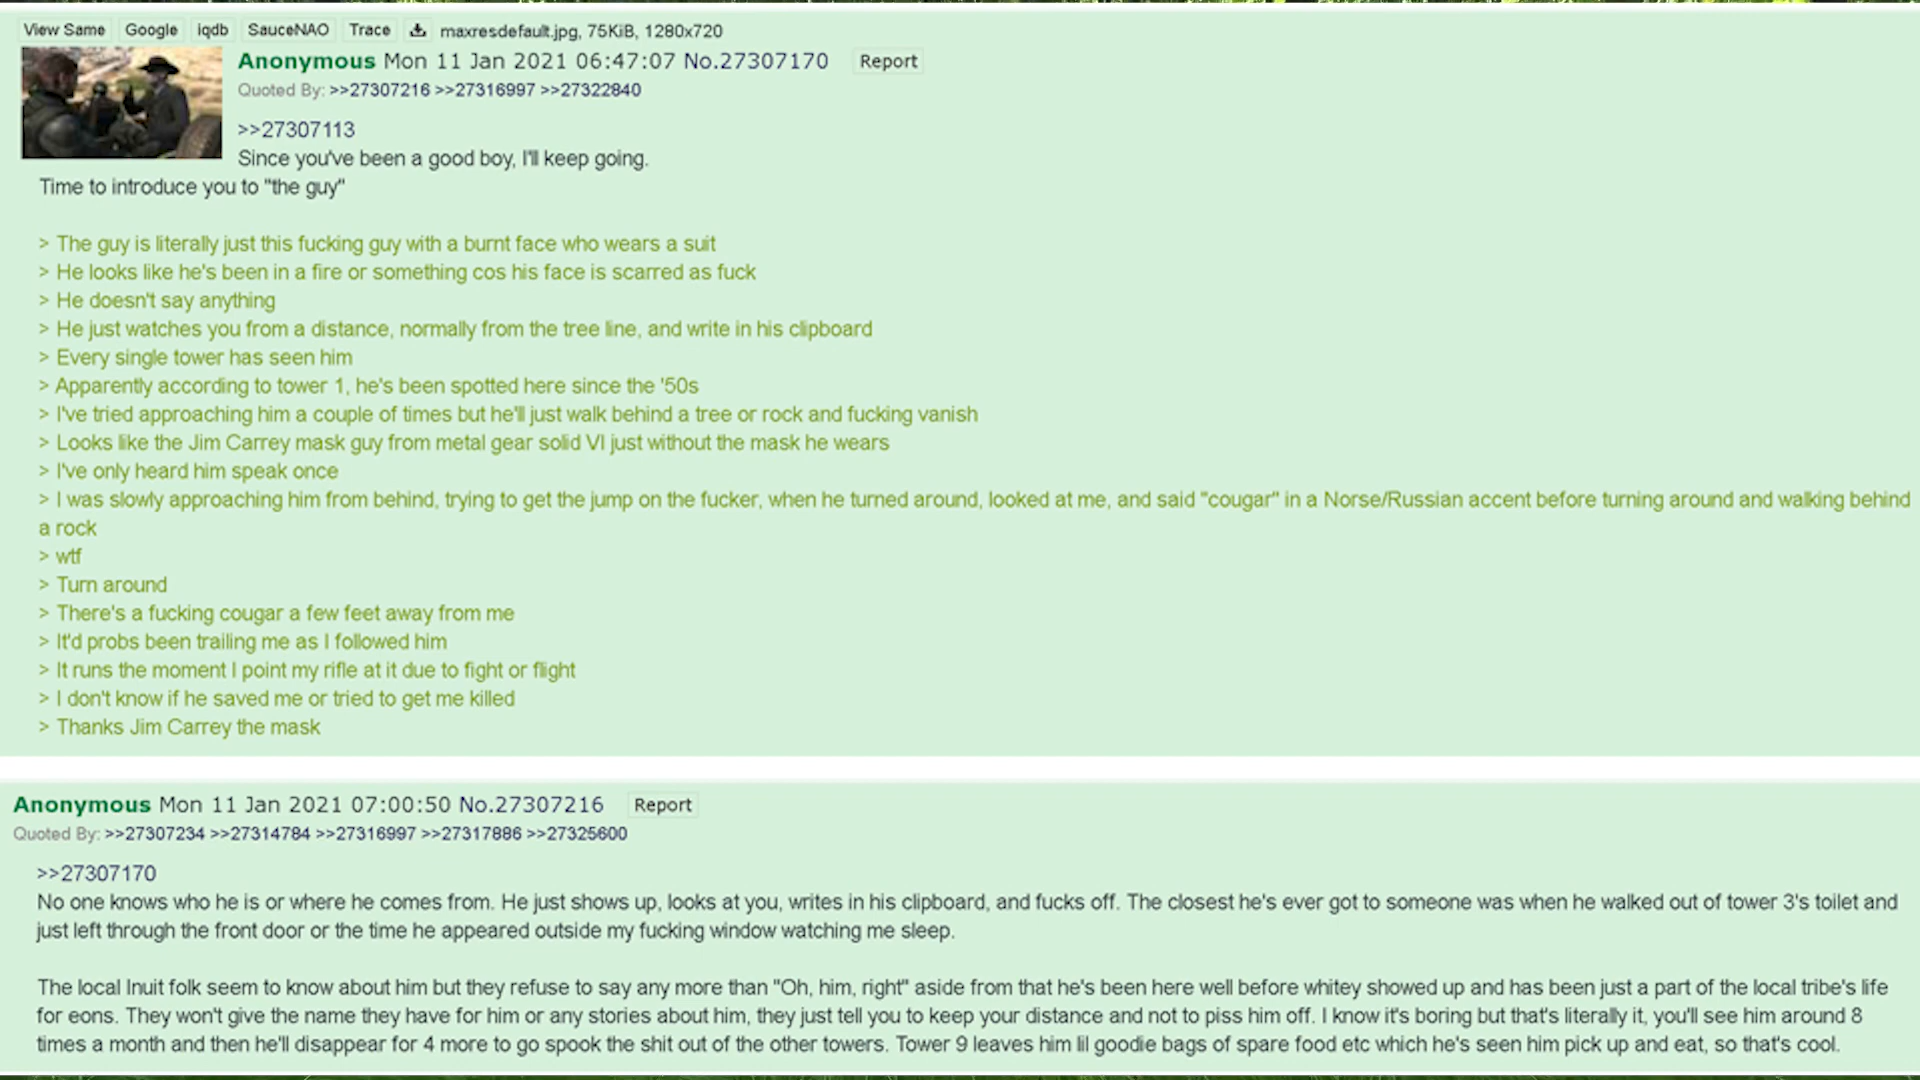 View Same Google iqdb SauceNAO Trace maxresdefault.jpg, 75KiB, 1280x720
Anonymous Mon 11 Jan 2021 06:47:07 No.27307170 Report
Quoted By: >>27307216 >>27316997 >>27322840
>>27307113
Since you've been a good boy, I'll keep going.
Time to introduce you to "the guy"
> The guy is literally just this fucking guy with a burnt face who wears a suit
> He looks like he's been in a fire or something cos his face is scarred as fuck
> He doesn't say anything
> He just watches you from a distance, normally from the tree line, and write in his clipboard
> Every single tower has seen him
> Apparently according to tower 1, he's been spotted here since the '50s
> I've tried approaching him a couple of times but he'll just walk behind a tree or rock and fucking vanish
> Looks like the Jim Carrey mask guy from metal gear solid VI just without the mask he wears
> I've only heard him speak once
> I was slowly approaching him from behind, trying to get the jump on the fucker, when he turned around, looked at me, and said "cougar" in a Norse/Russian accent before turning around and walking behind
a rock
> wtf
> Turn around
> There's a fucking cougar a few feet away from me
> It'd probs been trailing me as I followed him
> It runs the moment I point my rifle at it due to fight or flight
> I don't know if he saved me or tried to get me killed
> Thanks Jim Carrey the mask
Anonymous Mon 11 Jan 2021 07:00:50 No.27307216 Report
Quoted By: >>27307234 >>27314784 >>27316997 >>27317886 >>27325600
>>27307170
No one knows who he is or where he comes from. He just shows up, looks at you, writes in his clipboard, and fucks off. The closest he's ever got to someone was when he walked out of tower 3's toilet and
just left through the front door or the time he appeared outside my fucking window watching me sleep.
The local Inuit folk seem to know about him but they refuse to say any more than "Oh, him, right" aside from that he's been here well before whitey showed up and has been just a part of the local tribe's life
for eons. They won't give the name they have for him or any stories about him, they just tell you to keep your distance and not to piss him off. I know it's boring but that's literally it, you'll see him around 8
times a month and then he'll disappear for 4 more to go spook the shit out of the other towers. Tower 9 leaves him lil goodie bags of spare food etc which he's seen him pick up and eat, so that's cool.